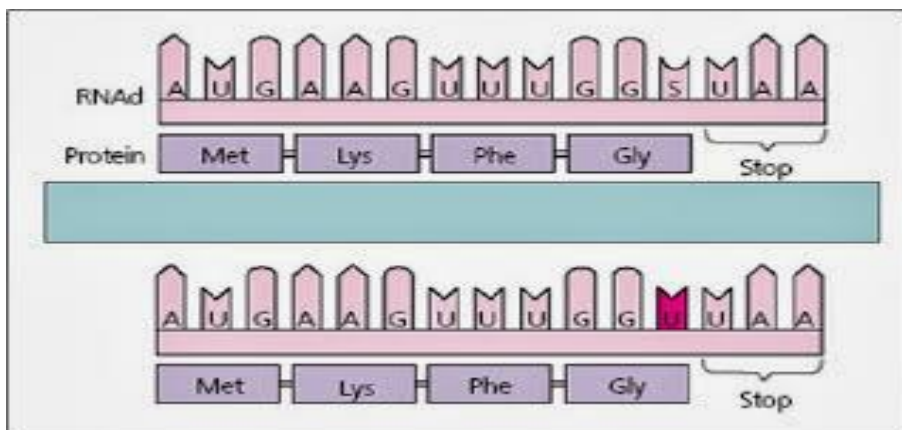 A U G A A G U U U G G S U A A
RNAd
Protein Met Lys Phe Gly Stop
A U G A A G U U U G G U U A A
Met Lys Phe Gly Stop